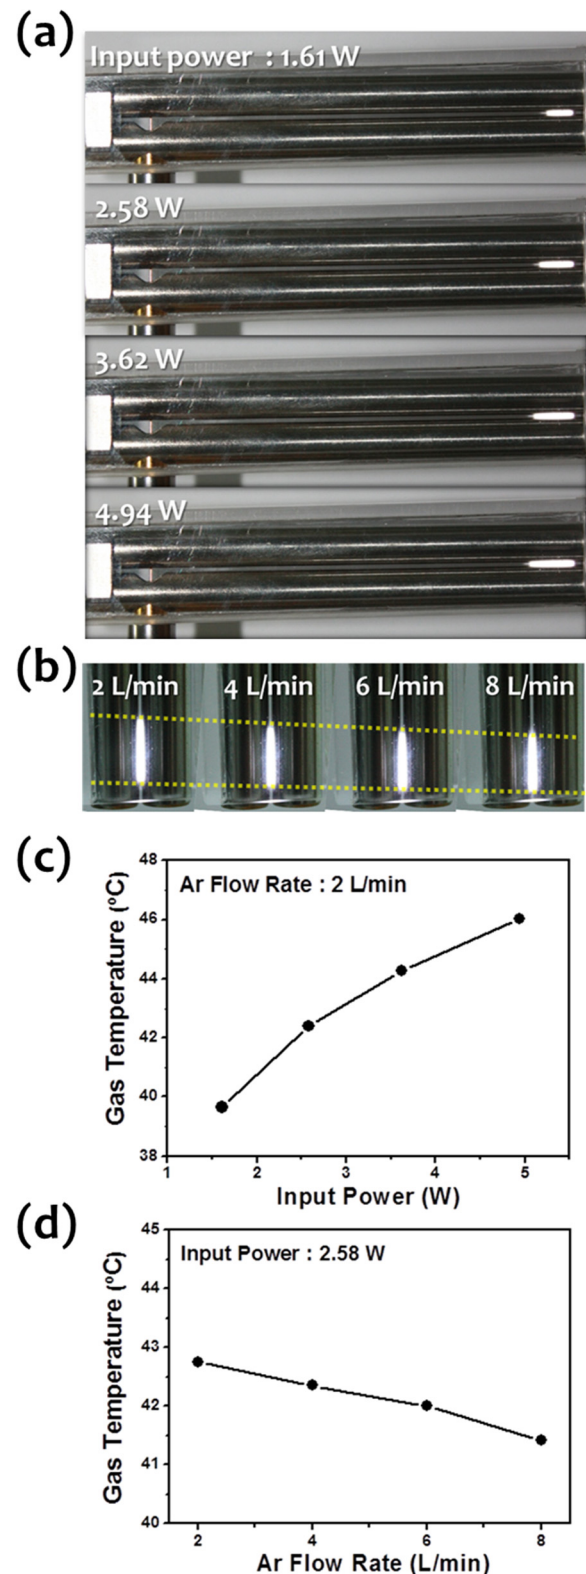 (a)
Input power : 1.61 W
2.58 W
3.62 W
4.94 W
(b)
2 L/min 4 L/min 6 L/min 8 L/min
(c)
48
46
44
42
40
38
Gas Temperature (ºC)
Ar Flow Rate : 2 L/min
1 2 3 4 5
Input Power (W)
(d)
45
44
43
42
41
40
Gas Temperature (ºC)
Input Power : 2.58 W
2 4 6 8
Ar Flow Rate (L/min)